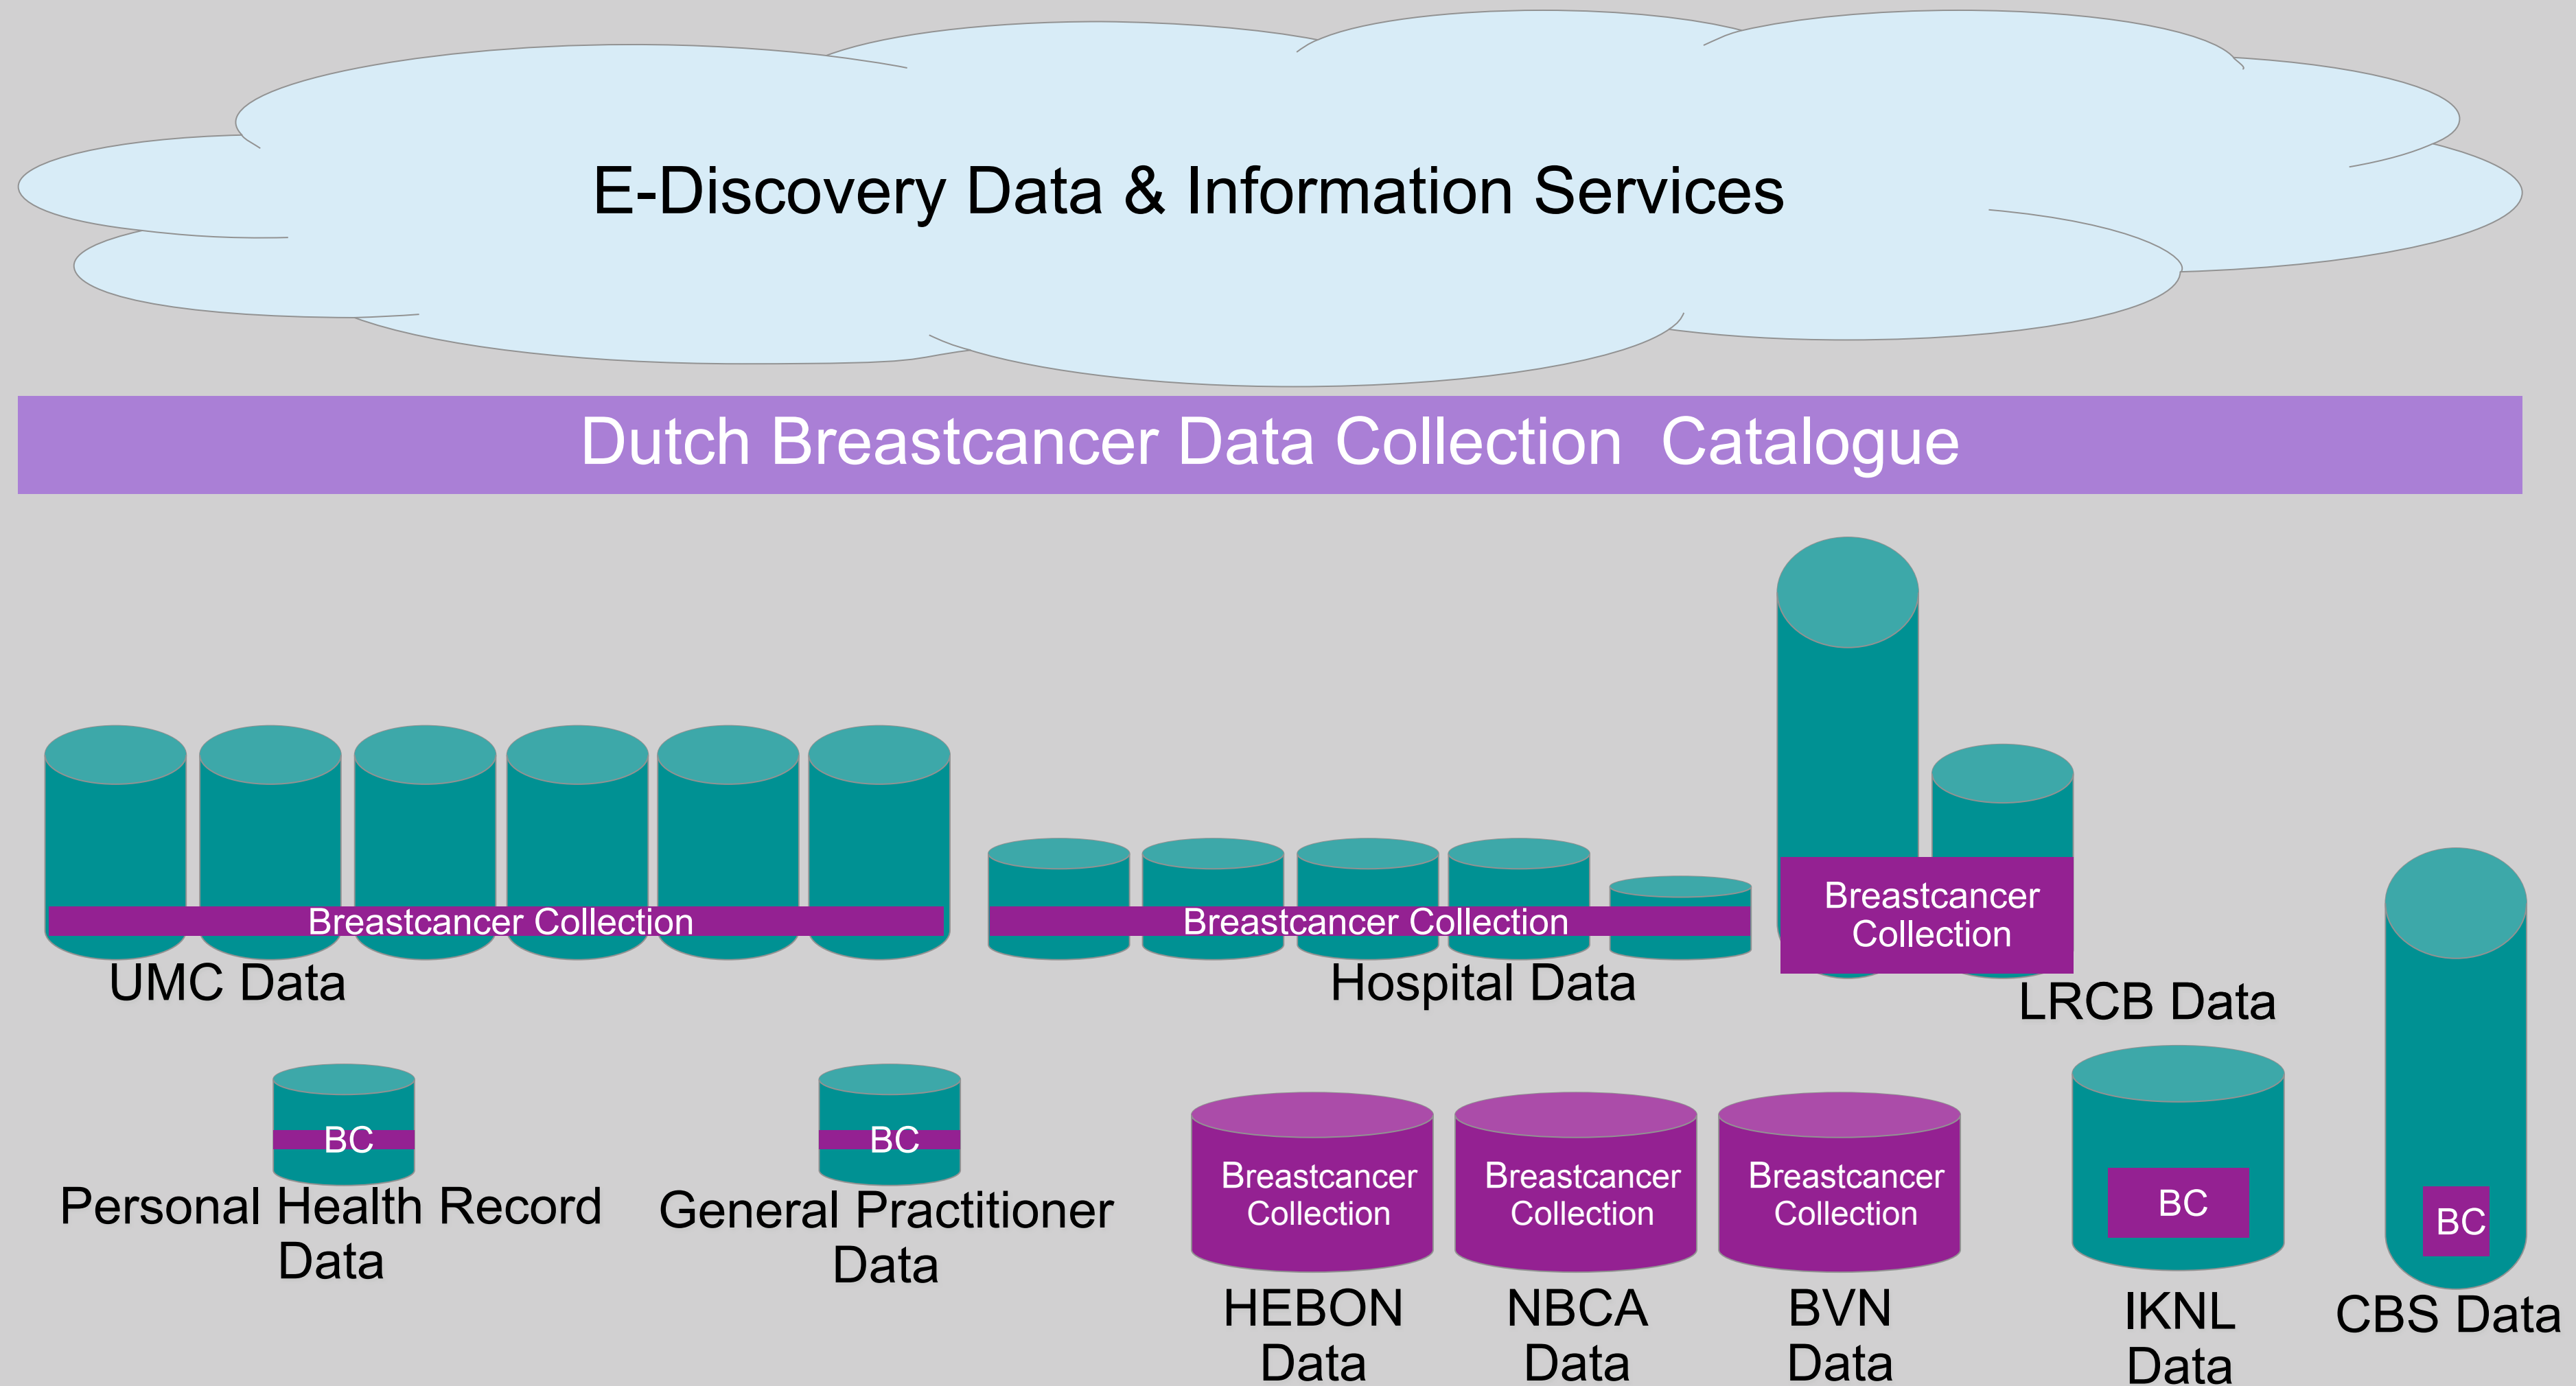 E-Discovery Data & Information Services
Dutch Breastcancer Data Collection  Catalogue
Breastcancer Collection
UMC Data
Breastcancer Collection
Hospital Data
Breastcancer
Collection
LRCB Data
BC
Personal Health Record
Data
BC
General Practitioner
Data
Breastcancer
Collection
HEBON
Data
Breastcancer
Collection
NBCA
Data
Breastcancer
Collection
BVN
Data
BC
IKNL
Data
BC
CBS Data